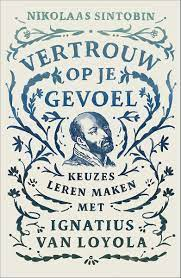 NIKOLAAS SINTOBIN
VERTROUW
OP JE
GEVOEL
KEUZES
LEREN MAKEN
MET
IGNATIUS
VAN LOYOLA